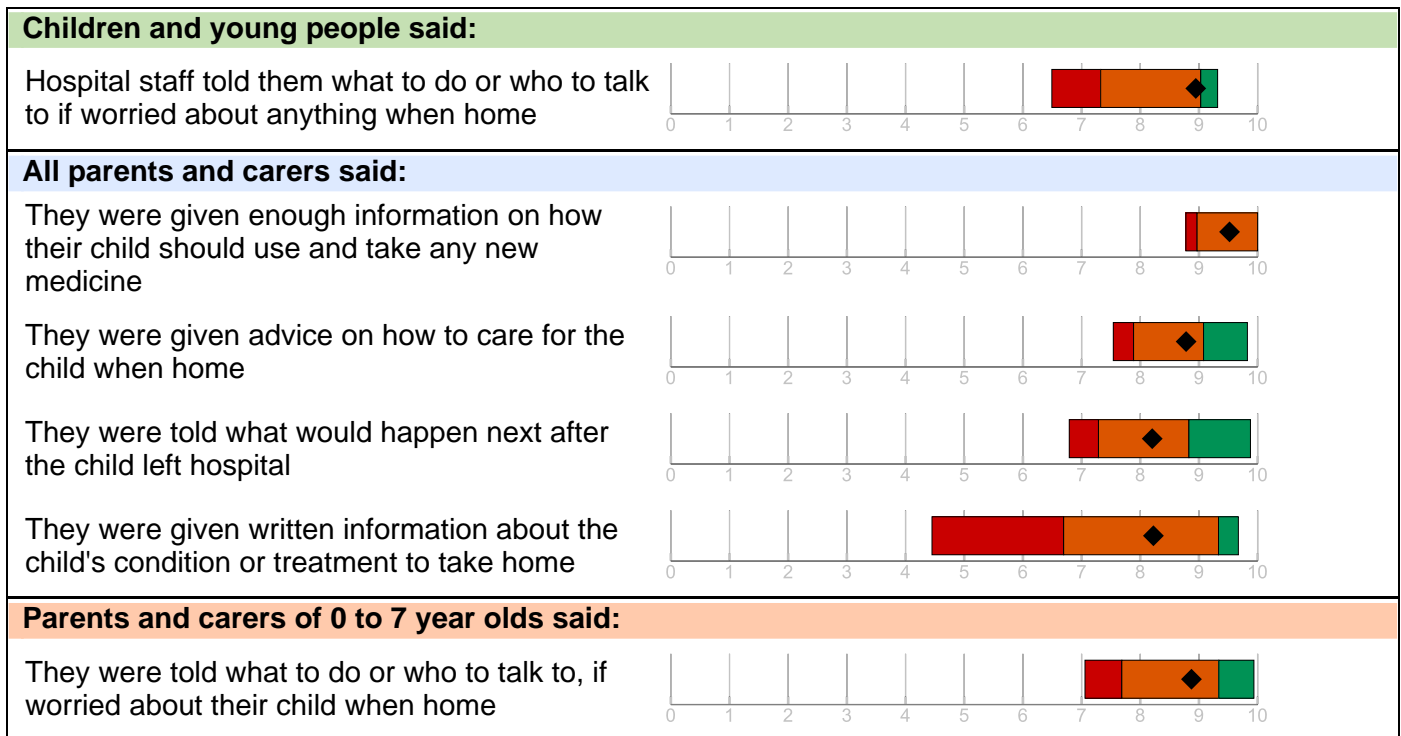 Children and young people said:
Hospital staff told them what to do or who to talk
to if worried about anything when home
0 1 2 3 4 5 6 7 8 9 10
All parents and carers said:
They were given enough information on how
their child should use and take any new
medicine
0 1 2 3 4 5 6 7 8 9 10
They were given advice on how to care for the
child when home
0 1 2 3 4 5 6 7 8 9 10
They were told what would happen next after
the child left hospital
0 1 2 3 4 5 6 7 8 9 10
They were given written information about the
child's condition or treatment to take home
0 1 2 3 4 5 6 7 8 9 10
Parents and carers of 0 to 7 year olds said:
They were told what to do or who to talk to, if
worried about their child when home
0 1 2 3 4 5 6 7 8 9 10